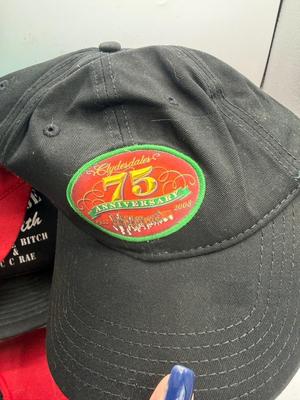 Clydesdales
75
ANNIVERSARY
2008
BITCH
&
C RAE